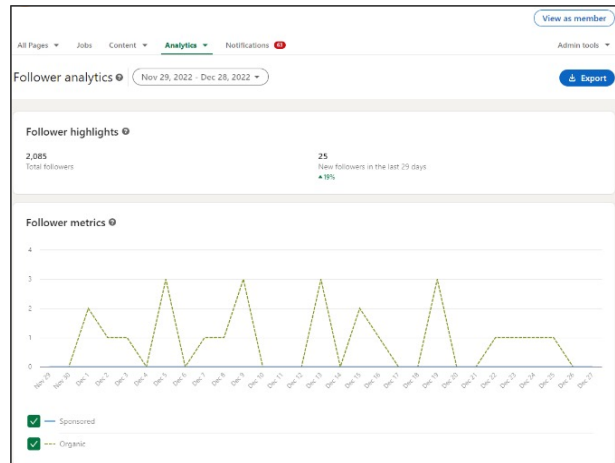 View as member
All Pages Jobs Content Analytics Notifications 61 Admin tools
Follower analytics Nov 29, 2022 - Dec 28, 2022 Export
Follower highlights
2,085 25
Total followers New followers in the last 29 days
19%
Follower metrics
4
3
2
1
0
Nov 29 Nov 30 Dec 1 Dec 2 Dec 3 Dec 4 Dec 5 Dec 6 Dec 7 Dec 8 Dec 9 Dec 10 Dec 11 Dec 12 Dec 13 Dec 14 Dec 15 Dec 16 Dec 17 Dec 18 Dec 19 Dec 20 Dec 21 Dec 22 Dec 23 Dec 24 Dec 25 Dec 26 Dec 27
Sponsored
Organic